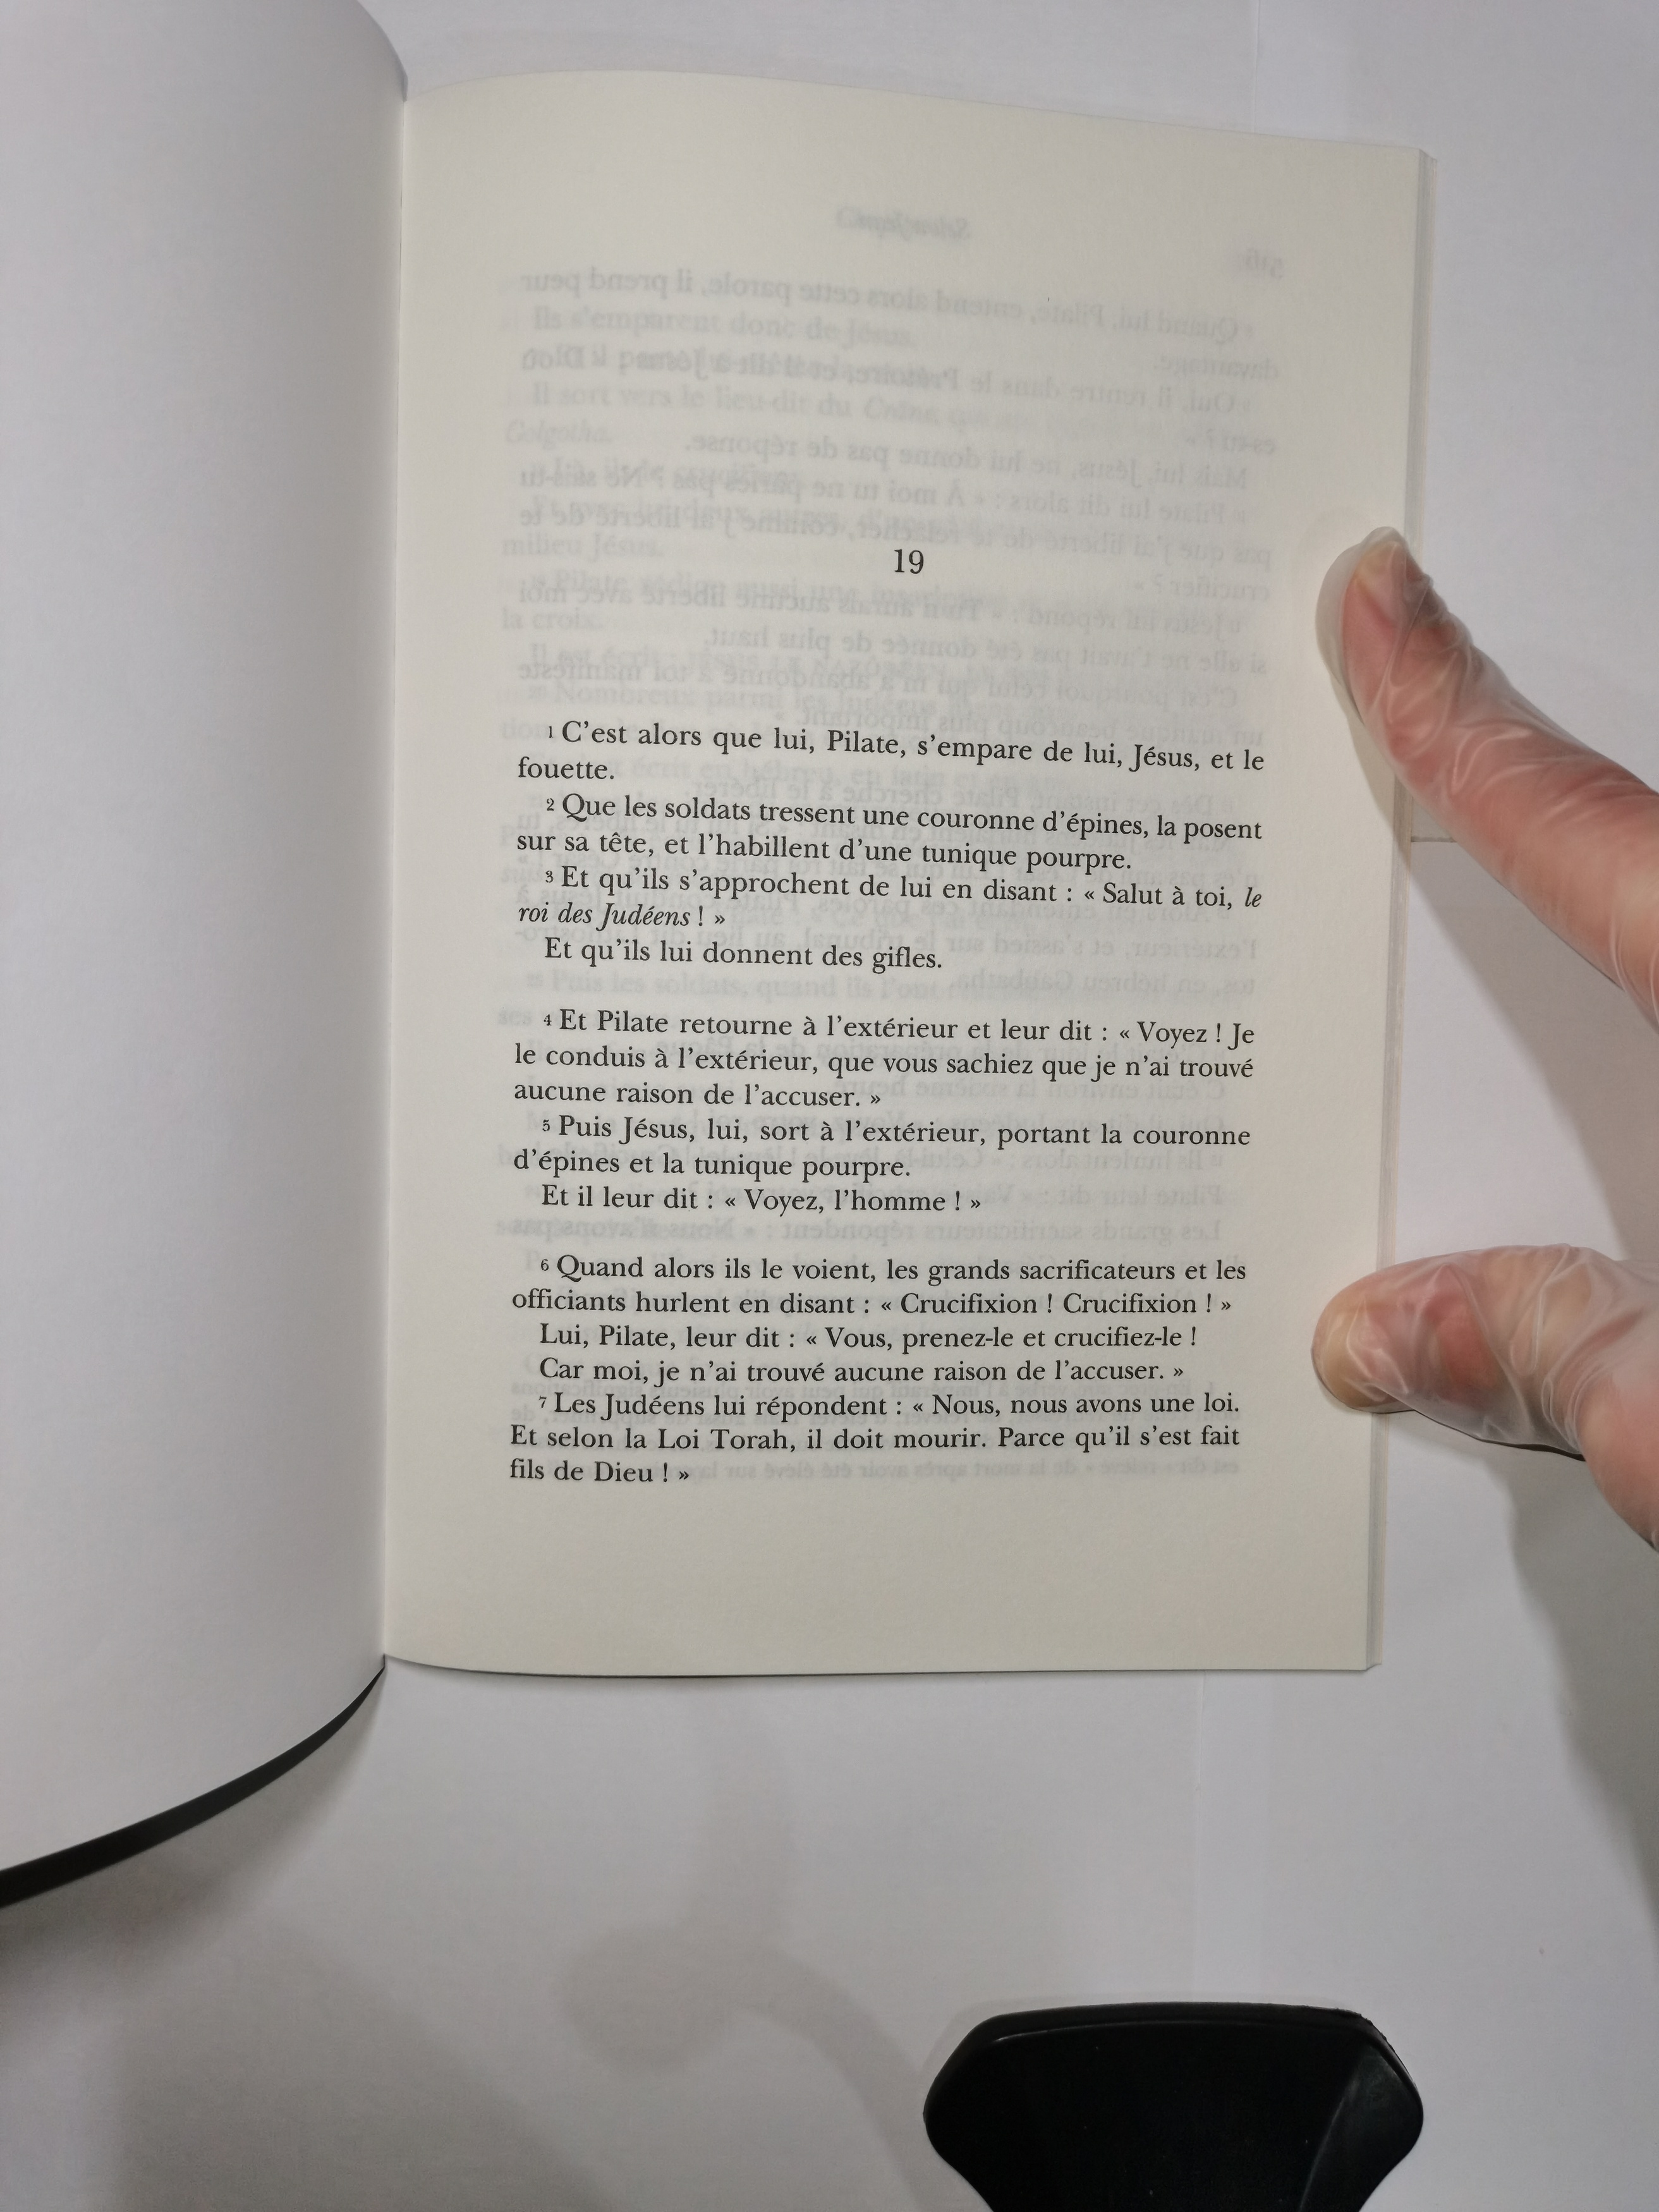 19
1 C'est alors que lui, Pilate, s'empare de lui, Jésus, et le
fouette.
2 Que les soldats tressent une couronne d'épines, la posent
sur sa tête, et l'habillent d'une tunique pourpre.
3 Et qu'ils s'approchent de lui en disant : « Salut à toi, le
roi des Judéens ! »
Et qu'ils lui donnent des gifles.
4 Et Pilate retourne à l'extérieur et leur dit : « Voyez ! Je
le conduis à l'extérieur, que vous sachiez que je n'ai trouvé
aucune raison de l'accuser. »
5 Puis Jésus, lui, sort à l'extérieur, portant la couronne
d'épines et la tunique pourpre.
Et il leur dit : « Voyez, l'homme ! »
6 Quand alors ils le voient, les grands sacrificateurs et les
officiants hurlent en disant : « Crucifixion ! Crucifixion ! »
Lui, Pilate, leur dit : « Vous, prenez-le et crucifiez-le !
Car moi, je n'ai trouvé aucune raison de l'accuser. »
7 Les Judéens lui répondent : « Nous, nous avons une loi.
Et selon la Loi Torah, il doit mourir. Parce qu'il s'est fait
fils de Dieu ! »